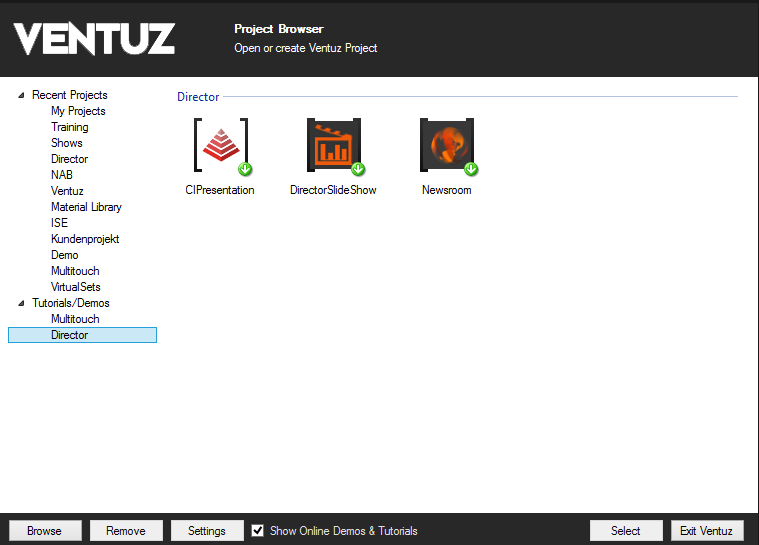 VENTUZ
Project Browser
Open or create Ventuz Project
Recent Projects
My Projects
Training
Shows
Director
NAB
Ventuz
Material Library
ISE
Kundenprojekt
Demo
Multitouch
VirtualSets
Tutorials/Demos
Multitouch
Director
Director
CIPresentation
DirectorSlideShow
Newsroom
Browse
Remove
Settings
Show Online Demos & Tutorials
Select
Exit Ventuz